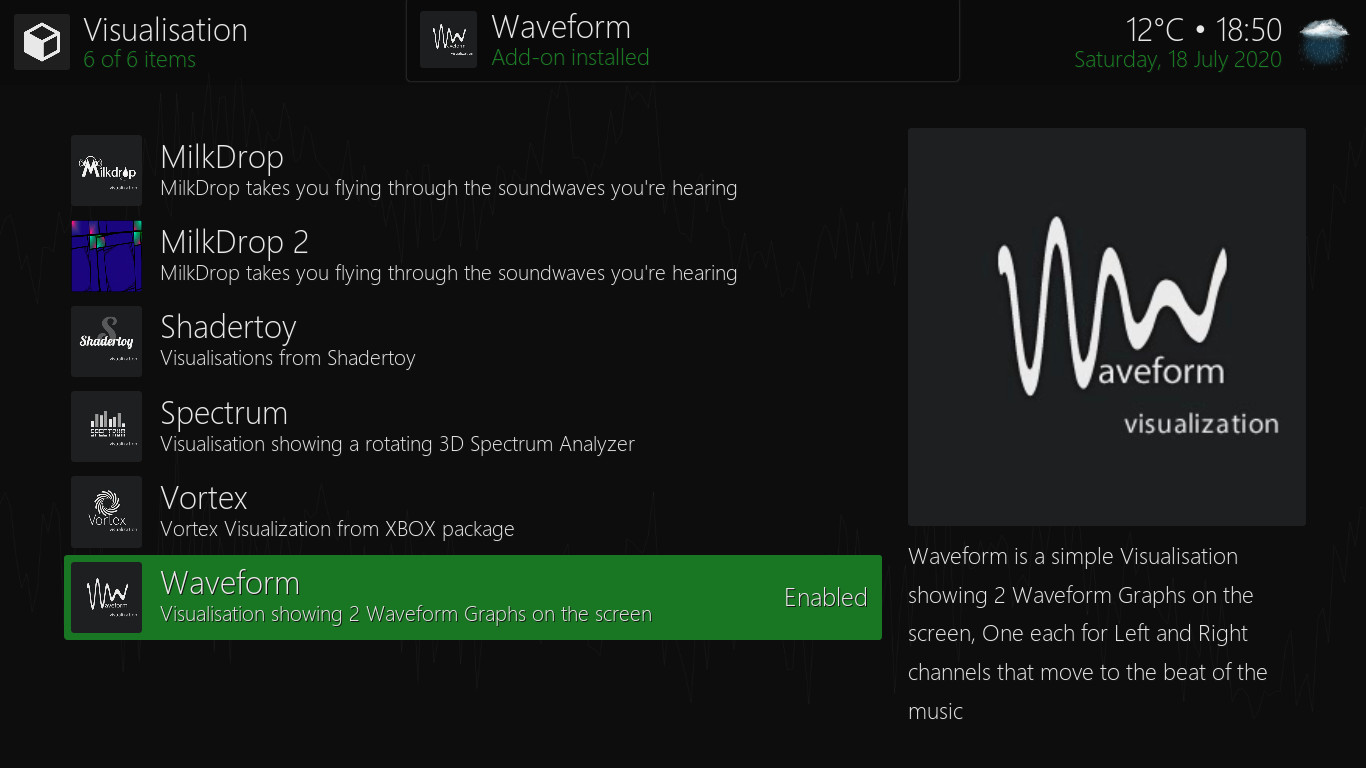 Visualisation
6 of 6 items
Waveform
Add-on installed
12°C • 18:50
Saturday, 18 July 2020
MilkDrop
MilkDrop takes you flying through the soundwaves you're hearing
MilkDrop 2
MilkDrop takes you flying through the soundwaves you're hearing
Shadertoy
Visualisations from Shadertoy
Spectrum
Visualisation showing a rotating 3D Spectrum Analyzer
Vortex
Vortex Visualization from XBOX package
Waveform
Visualisation showing 2 Waveform Graphs on the screen
Enabled
Milkdrop
Shadertoy
SPECTRUM
Vortex
Waveform
Waveform
visualization
Waveform is a simple Visualisation
showing 2 Waveform Graphs on the
screen, One each for Left and Right
channels that move to the beat of the
music